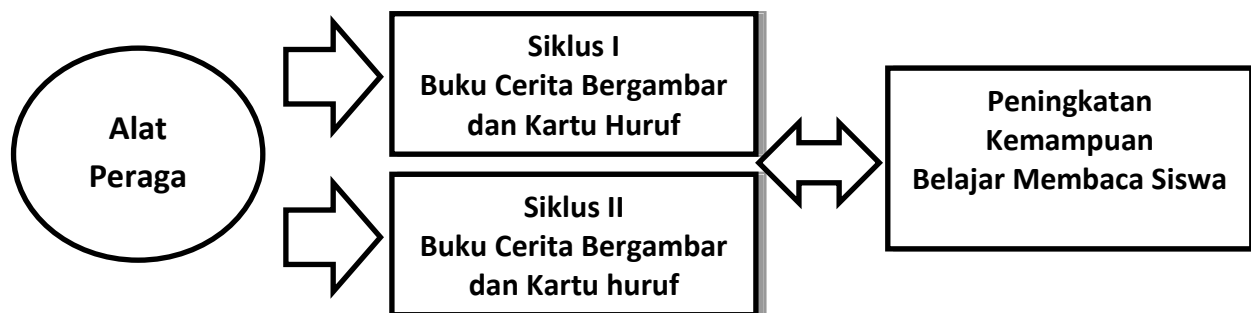 Alat
Peraga
Siklus I
Buku Cerita Bergambar
dan Kartu Huruf
Siklus II
Buku Cerita Bergambar
dan Kartu huruf
Peningkatan
Kemampuan
Belajar Membaca Siswa